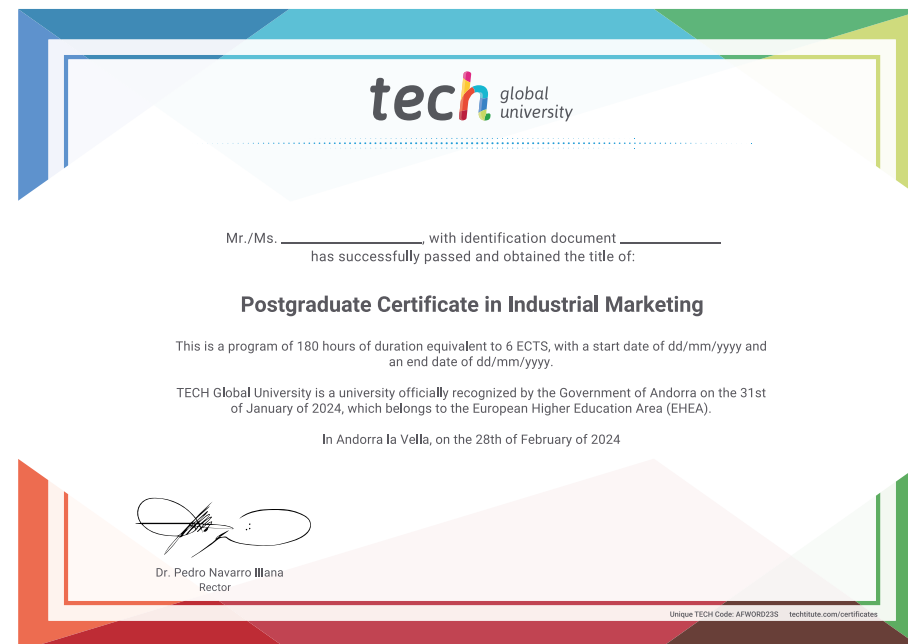 tech global university
Mr./Ms. ____________________, with identification document ______________
has successfully passed and obtained the title of:
Postgraduate Certificate in Industrial Marketing
This is a program of 180 hours of duration equivalent to 6 ECTS, with a start date of dd/mm/yyyy and
an end date of dd/mm/yyyy.
TECH Global University is a university officially recognized by the Government of Andorra on the 31st
of January of 2024, which belongs to the European Higher Education Area (EHEA).
In Andorra la Vella, on the 28th of February of 2024
Dr. Pedro Navarro Illana
Rector
Unique TECH Code: AFWORD23S techtitute.com/certificates